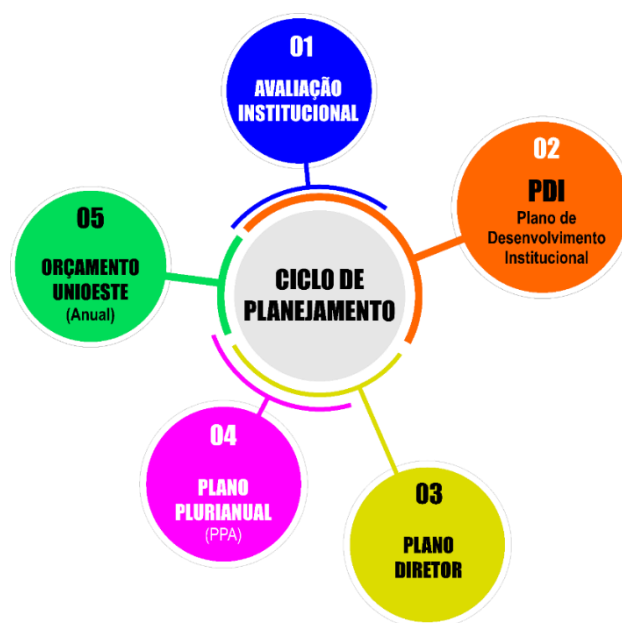 01
AVALIAÇÃO
INSTITUCIONAL
02
PDI
Plano de
Desenvolvimento
Institucional
05
ORÇAMENTO
UNIOESTE
(Anual)
CICLO DE
PLANEJAMENTO
04
PLANO
PLURIANUAL
(PPA)
03
PLANO
DIRETOR